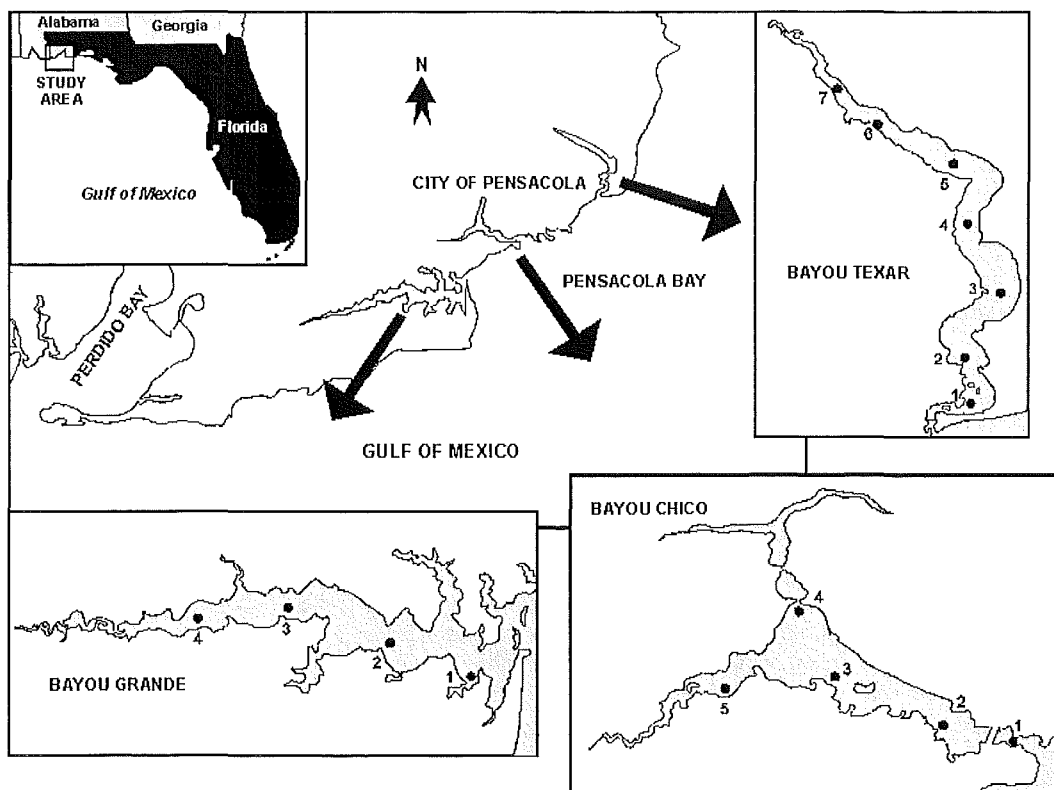 Alabama
Georgia
STUDY
AREA
Florida
Gulf of Mexico
N
CITY OF PENSACOLA
PENSACOLA BAY
PERDIDO BAY
GULF OF MEXICO
7
6
5
4
BAYOU TEXAR
3
2
1
BAYOU GRANDE
4
3
2
1
BAYOU CHICO
4
3
5
2
1